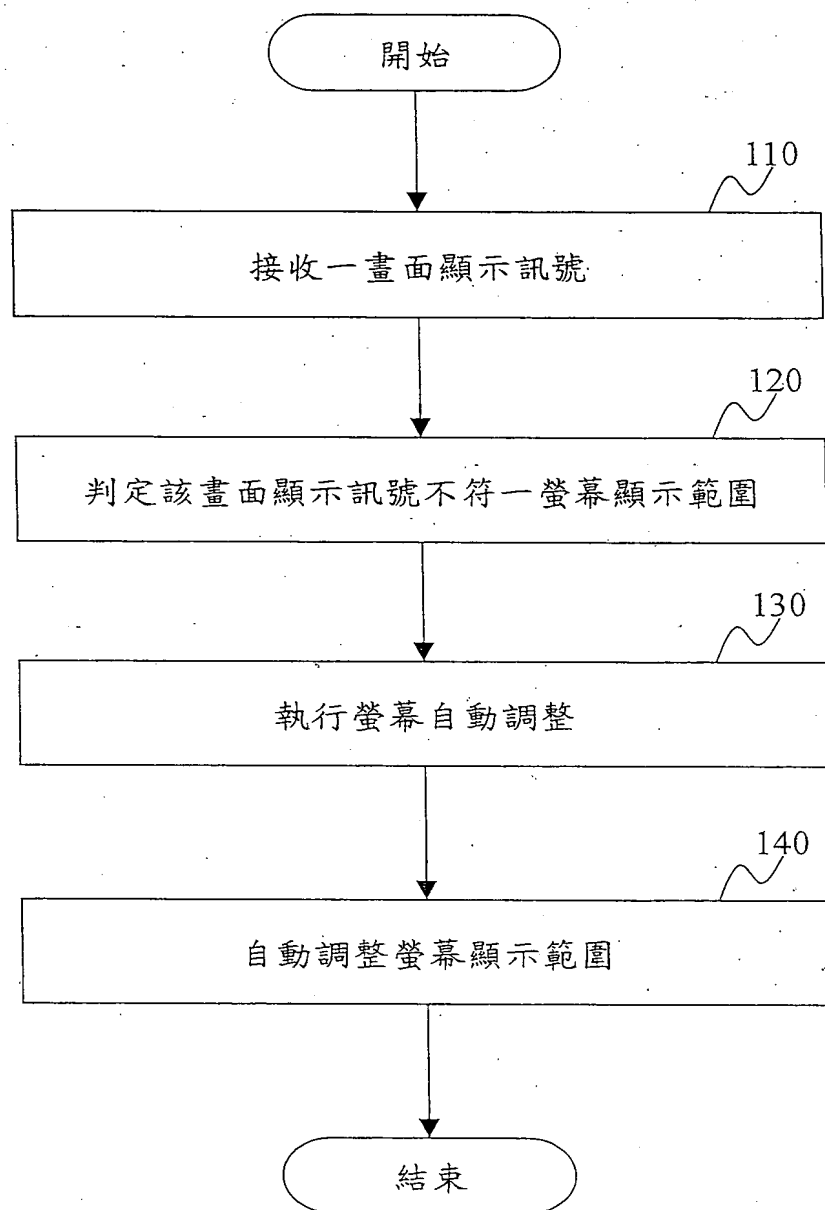 開始
110
接收一畫面顯示訊號
120
判定該畫面顯示訊號不符一螢幕顯示範圍
130
執行螢幕自動調整
140
自動調整螢幕顯示範圍
結束